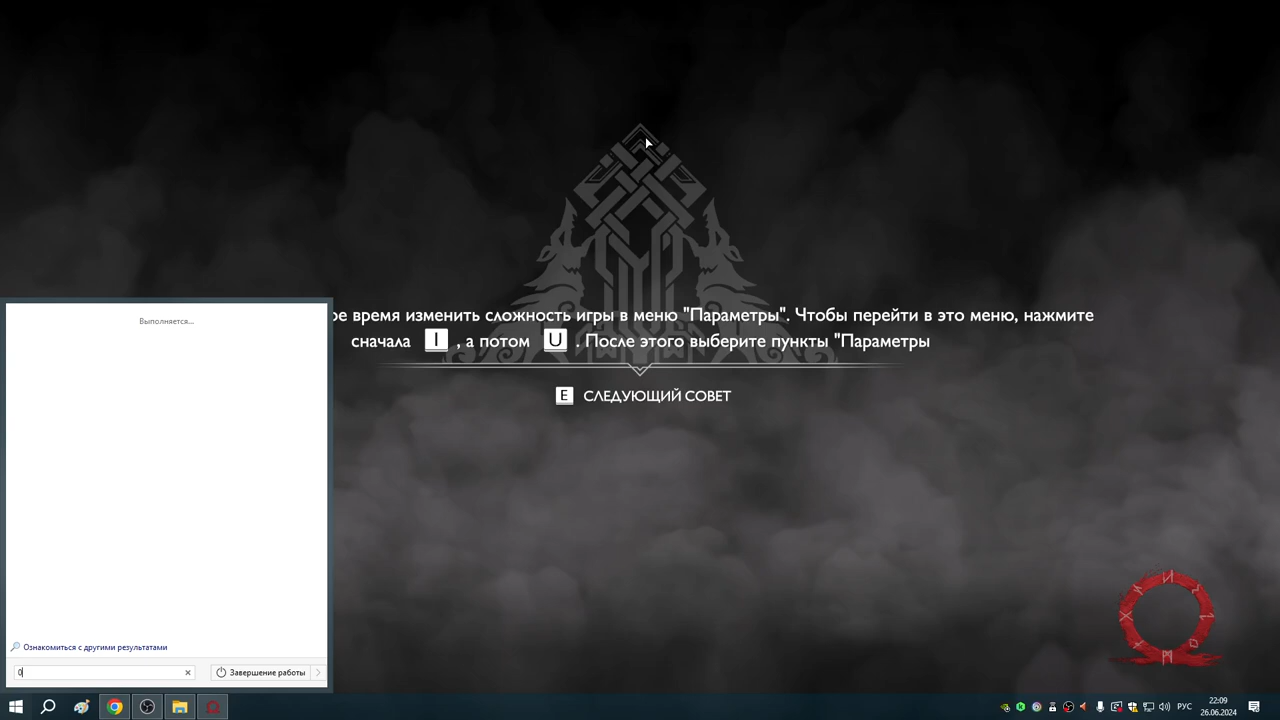 ое время изменить сложность игры в меню "Параметры". Чтобы перейти в это меню, нажмите
сначала I , а потом U . После этого выберите пункты "Параметры
E СЛЕДУЮЩИЙ СОВЕТ
Выполняется...
Ознакомиться с другими результатами
0
Завершение работы
РУС
22:09
26.06.2024